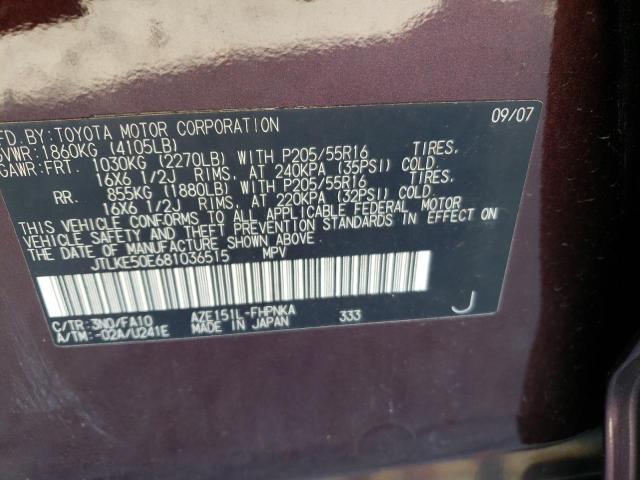 FD BY: TOYOTA MOTOR CORPORATION 09/07
GVWR: 1860KG (4105LB)
GAWR: FRT. 1030KG (2270LB) WITH P205/55R16 TIRES,
16X6 1/2J RIMS, AT 240KPA (35PSI) COLD.
RR. 855KG (1880LB) WITH P205/55R16 TIRES,
16X6 1/2J RIMS, AT 220KPA (32PSI) COLD.
THIS VEHICLE CONFORMS TO ALL APPLICABLE FEDERAL MOTOR
VEHICLE SAFETY AND THEFT PREVENTION STANDARDS IN EFFECT ON
THE DATE OF MANUFACTURE SHOWN ABOVE.
JTLKE50E681036515 MPV
C/TR: 3N0/FA10 AZE151L-FHPNKA 333
A/TM: -02A/U241E MADE IN JAPAN
J